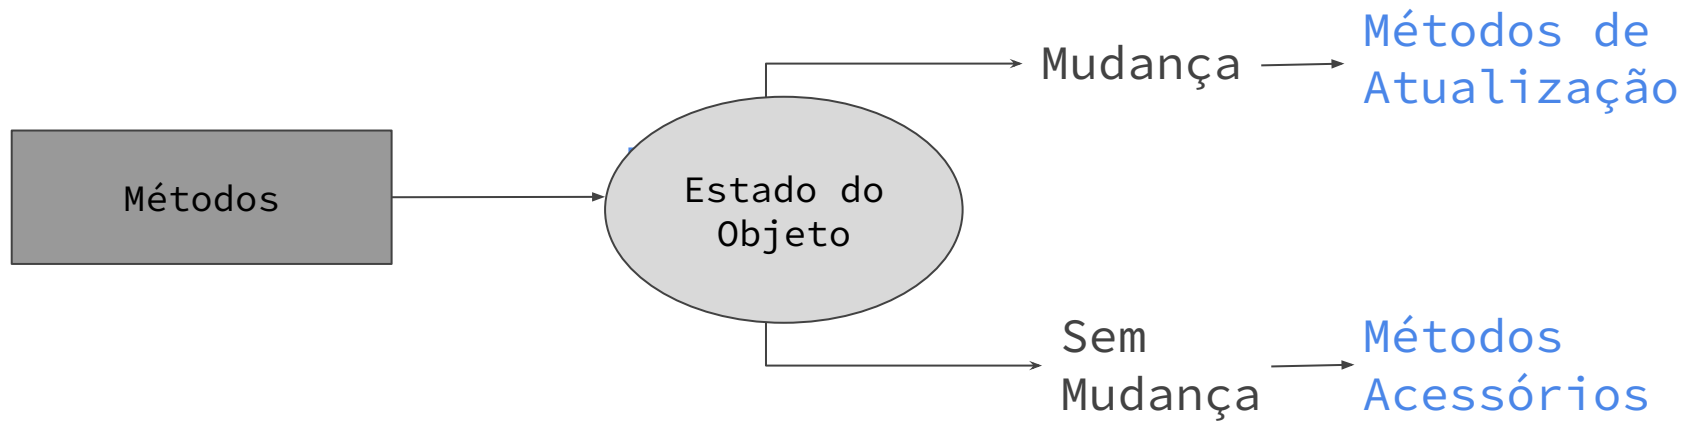 Métodos
Estado do
Objeto
Mudança
Métodos de
Atualização
Sem
Mudança
Métodos
Acessórios